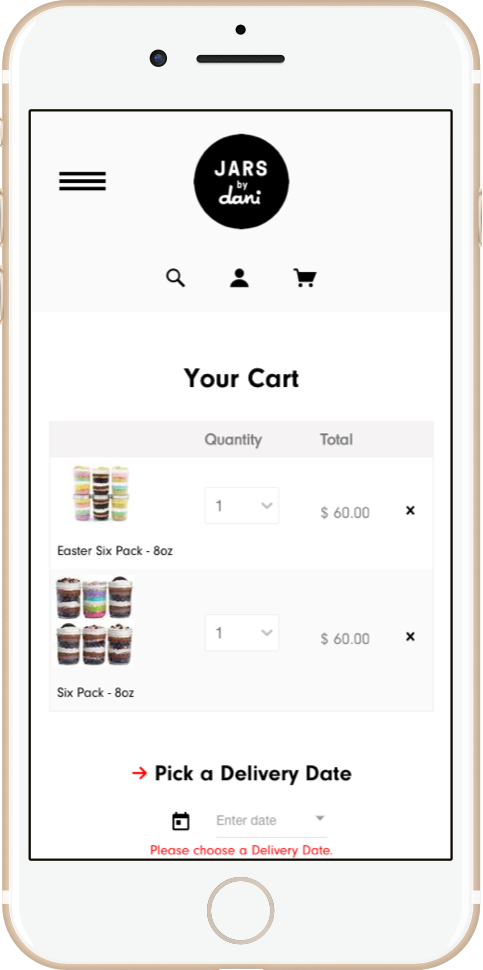 JARS
by
dani
Your Cart
Quantity Total
1 $ 60.00 ×
Easter Six Pack - 8oz
1 $ 60.00 ×
Six Pack - 8oz
→ Pick a Delivery Date
Enter date
Please choose a Delivery Date.